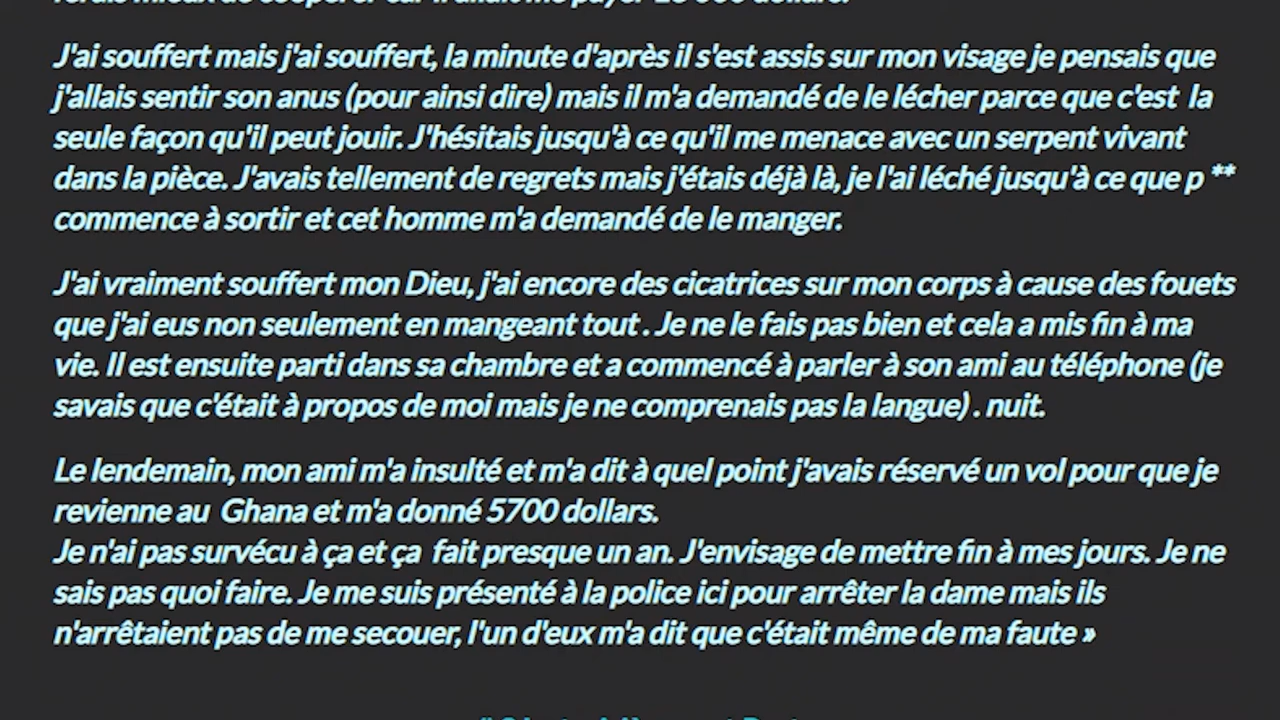 J'ai souffert mais j'ai souffert, la minute d'après il s'est assis sur mon visage je pensais que
j'allais sentir son anus (pour ainsi dire) mais il m'a demandé de le lécher parce que c'est la
seule façon qu'il peut jouir. J'hésitais jusqu'à ce qu'il me menace avec un serpent vivant
dans la pièce. J'avais tellement de regrets mais j'étais déjà là, je l'ai léché jusqu'à ce que p **
commence à sortir et cet homme m'a demandé de le manger.
J'ai vraiment souffert mon Dieu, j'ai encore des cicatrices sur mon corps à cause des fouets
que j'ai eus non seulement en mangeant tout . Je ne le fais pas bien et cela a mis fin à ma
vie. Il est ensuite parti dans sa chambre et a commencé à parler à son ami au téléphone (je
savais que c'était à propos de moi mais je ne comprenais pas la langue) . nuit.
Le lendemain, mon ami m'a insulté et m'a dit à quel point j'avais réservé un vol pour que je
revienne au Ghana et m'a donné 5700 dollars.
Je n'ai pas survécu à ça et ça fait presque un an. J'envisage de mettre fin à mes jours. Je ne
sais pas quoi faire. Je me suis présenté à la police ici pour arrêter la dame mais ils
n'arrêtaient pas de me secouer, l'un d'eux m'a dit que c'était même de ma faute »